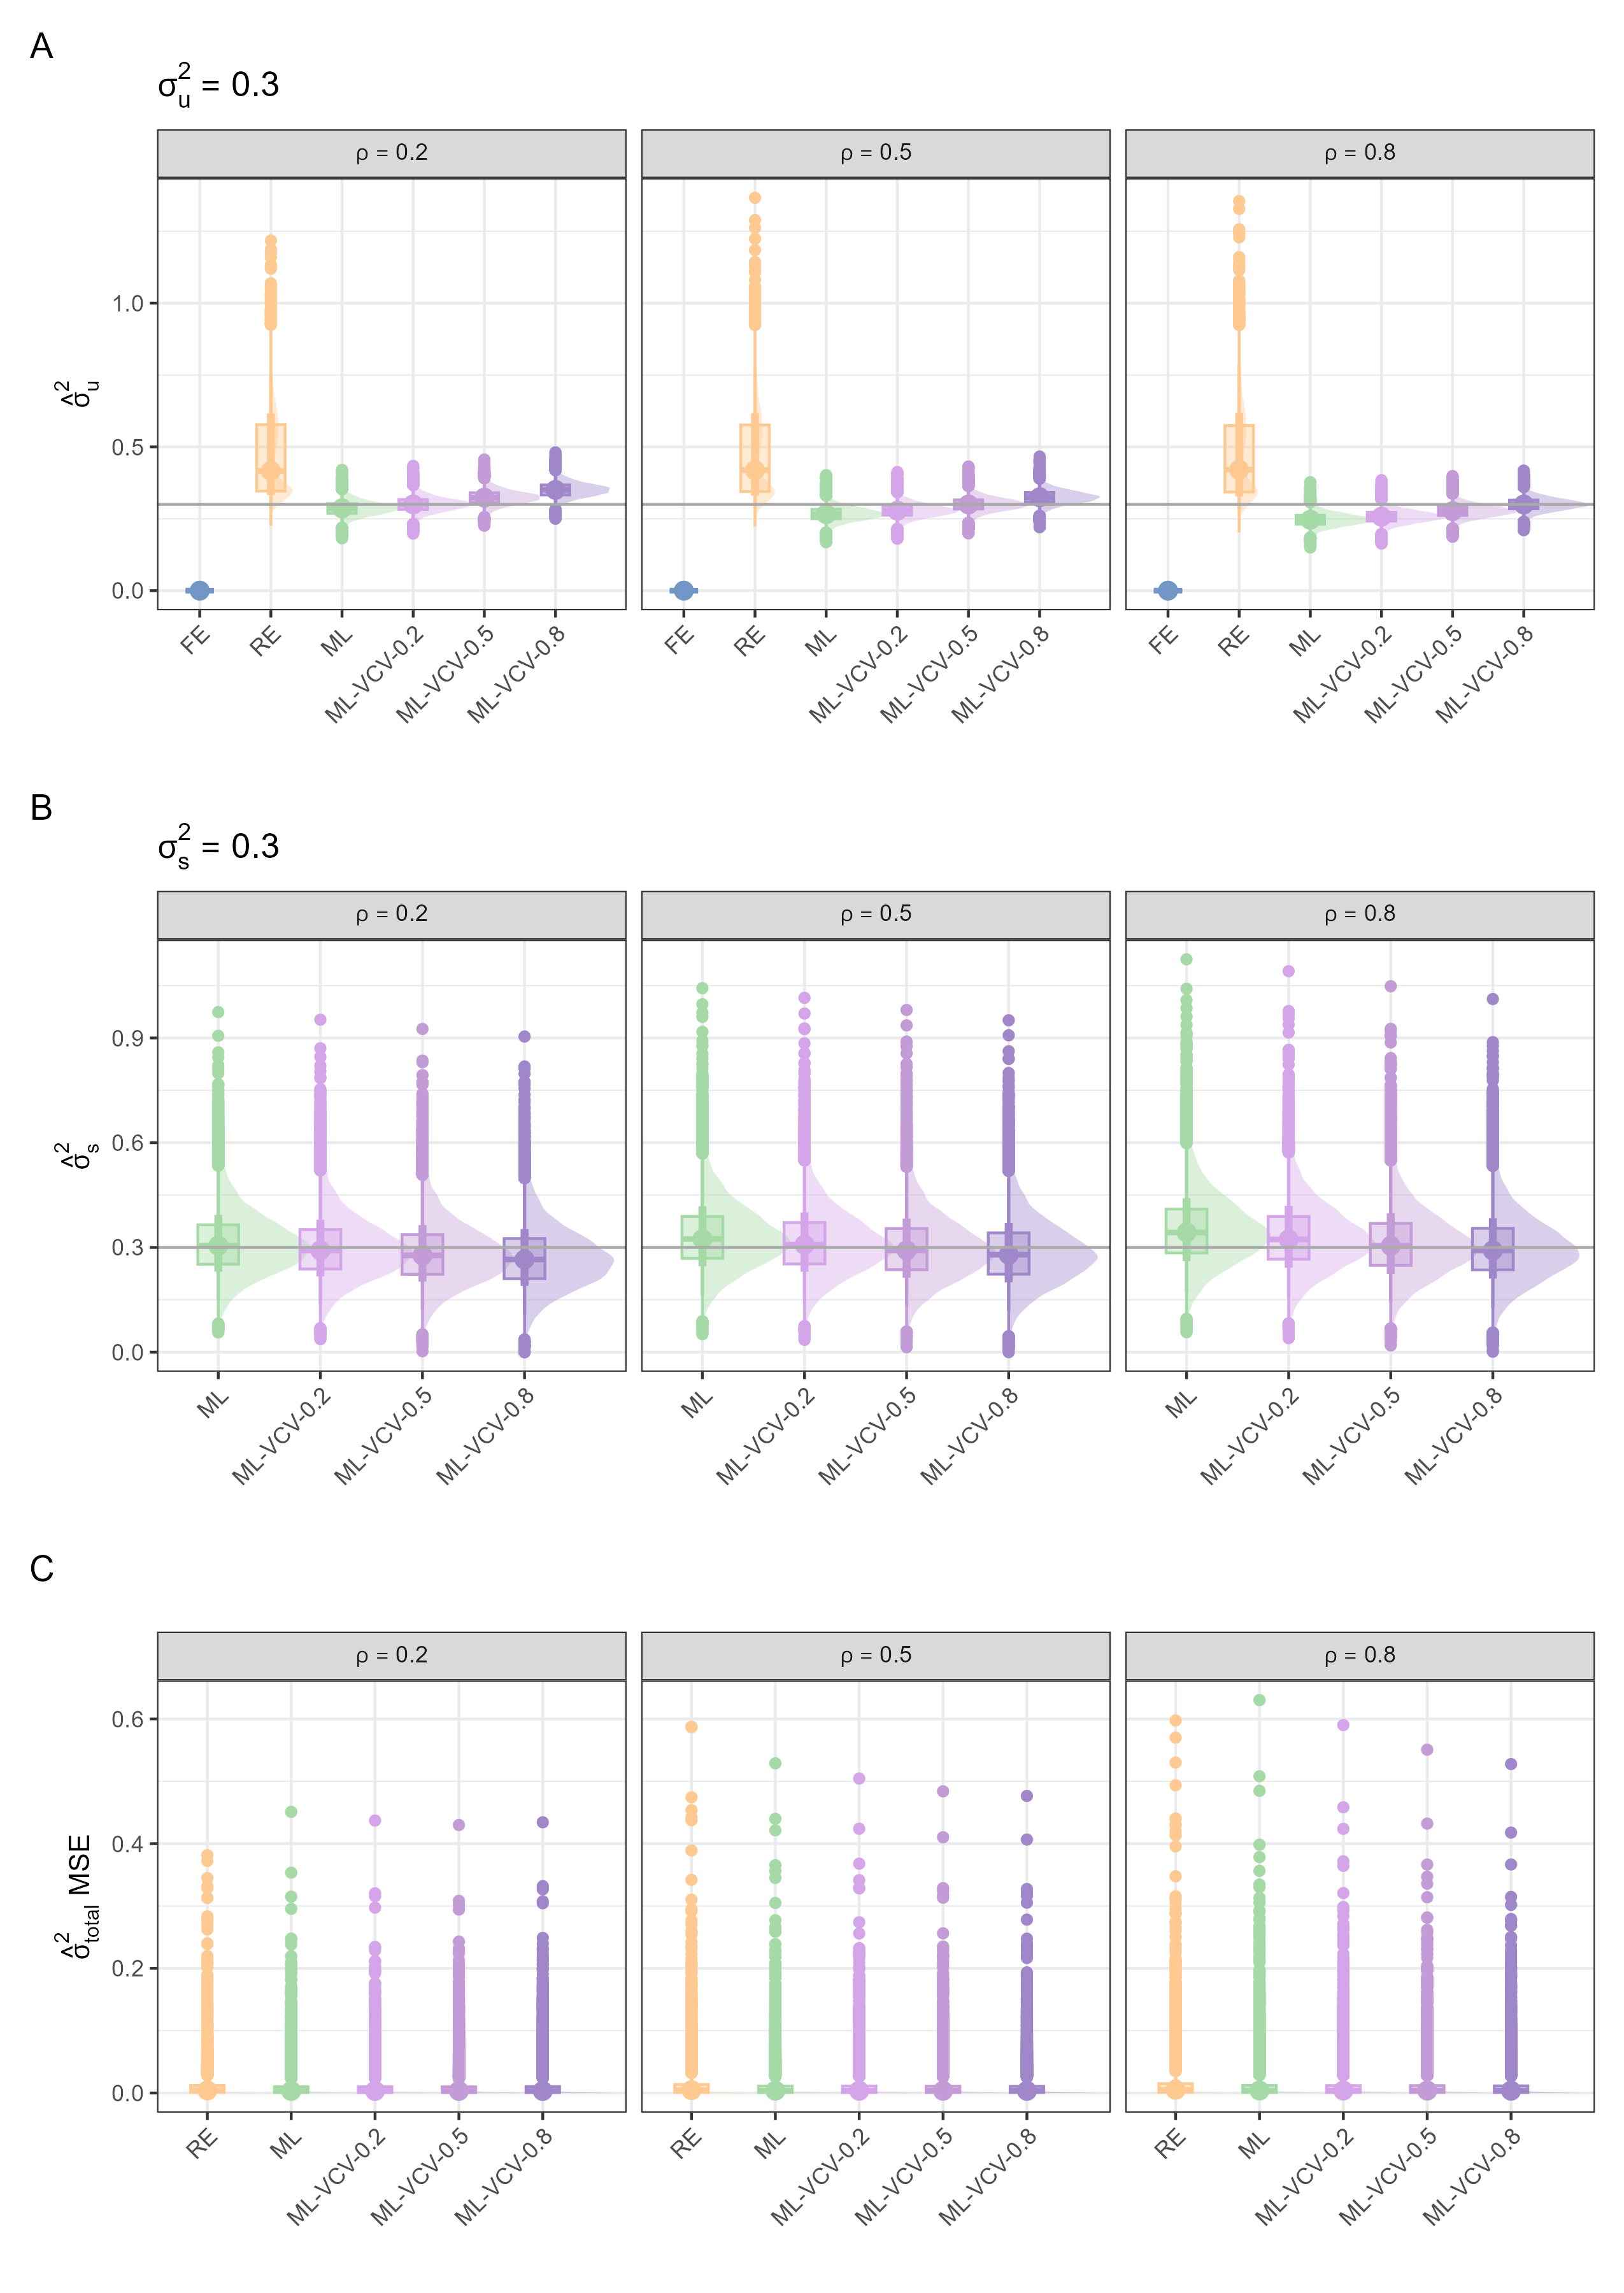 A
σ²ᵤ = 0.3
ρ = 0.2 ρ = 0.5 ρ = 0.8
σ̂²ᵤ
1.0
0.5
0.0
FE RE ML ML-VCV-0.2 ML-VCV-0.5 ML-VCV-0.8 FE RE ML ML-VCV-0.2 ML-VCV-0.5 ML-VCV-0.8 FE RE ML ML-VCV-0.2 ML-VCV-0.5 ML-VCV-0.8
B
σ²ₛ = 0.3
ρ = 0.2 ρ = 0.5 ρ = 0.8
σ̂²ₛ
0.9
0.6
0.3
0.0
ML ML-VCV-0.2 ML-VCV-0.5 ML-VCV-0.8 ML ML-VCV-0.2 ML-VCV-0.5 ML-VCV-0.8 ML ML-VCV-0.2 ML-VCV-0.5 ML-VCV-0.8
C
ρ = 0.2 ρ = 0.5 ρ = 0.8
σ̂²total MSE
0.6
0.4
0.2
0.0
RE ML ML-VCV-0.2 ML-VCV-0.5 ML-VCV-0.8 RE ML ML-VCV-0.2 ML-VCV-0.5 ML-VCV-0.8 RE ML ML-VCV-0.2 ML-VCV-0.5 ML-VCV-0.8